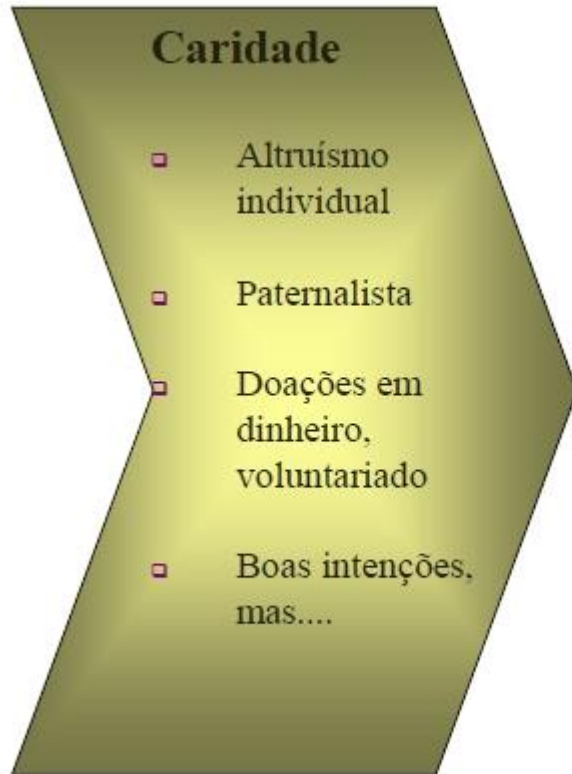 Caridade
Altruísmo
individual
Paternalista
Doações em
dinheiro,
voluntariado
Boas intenções,
mas....